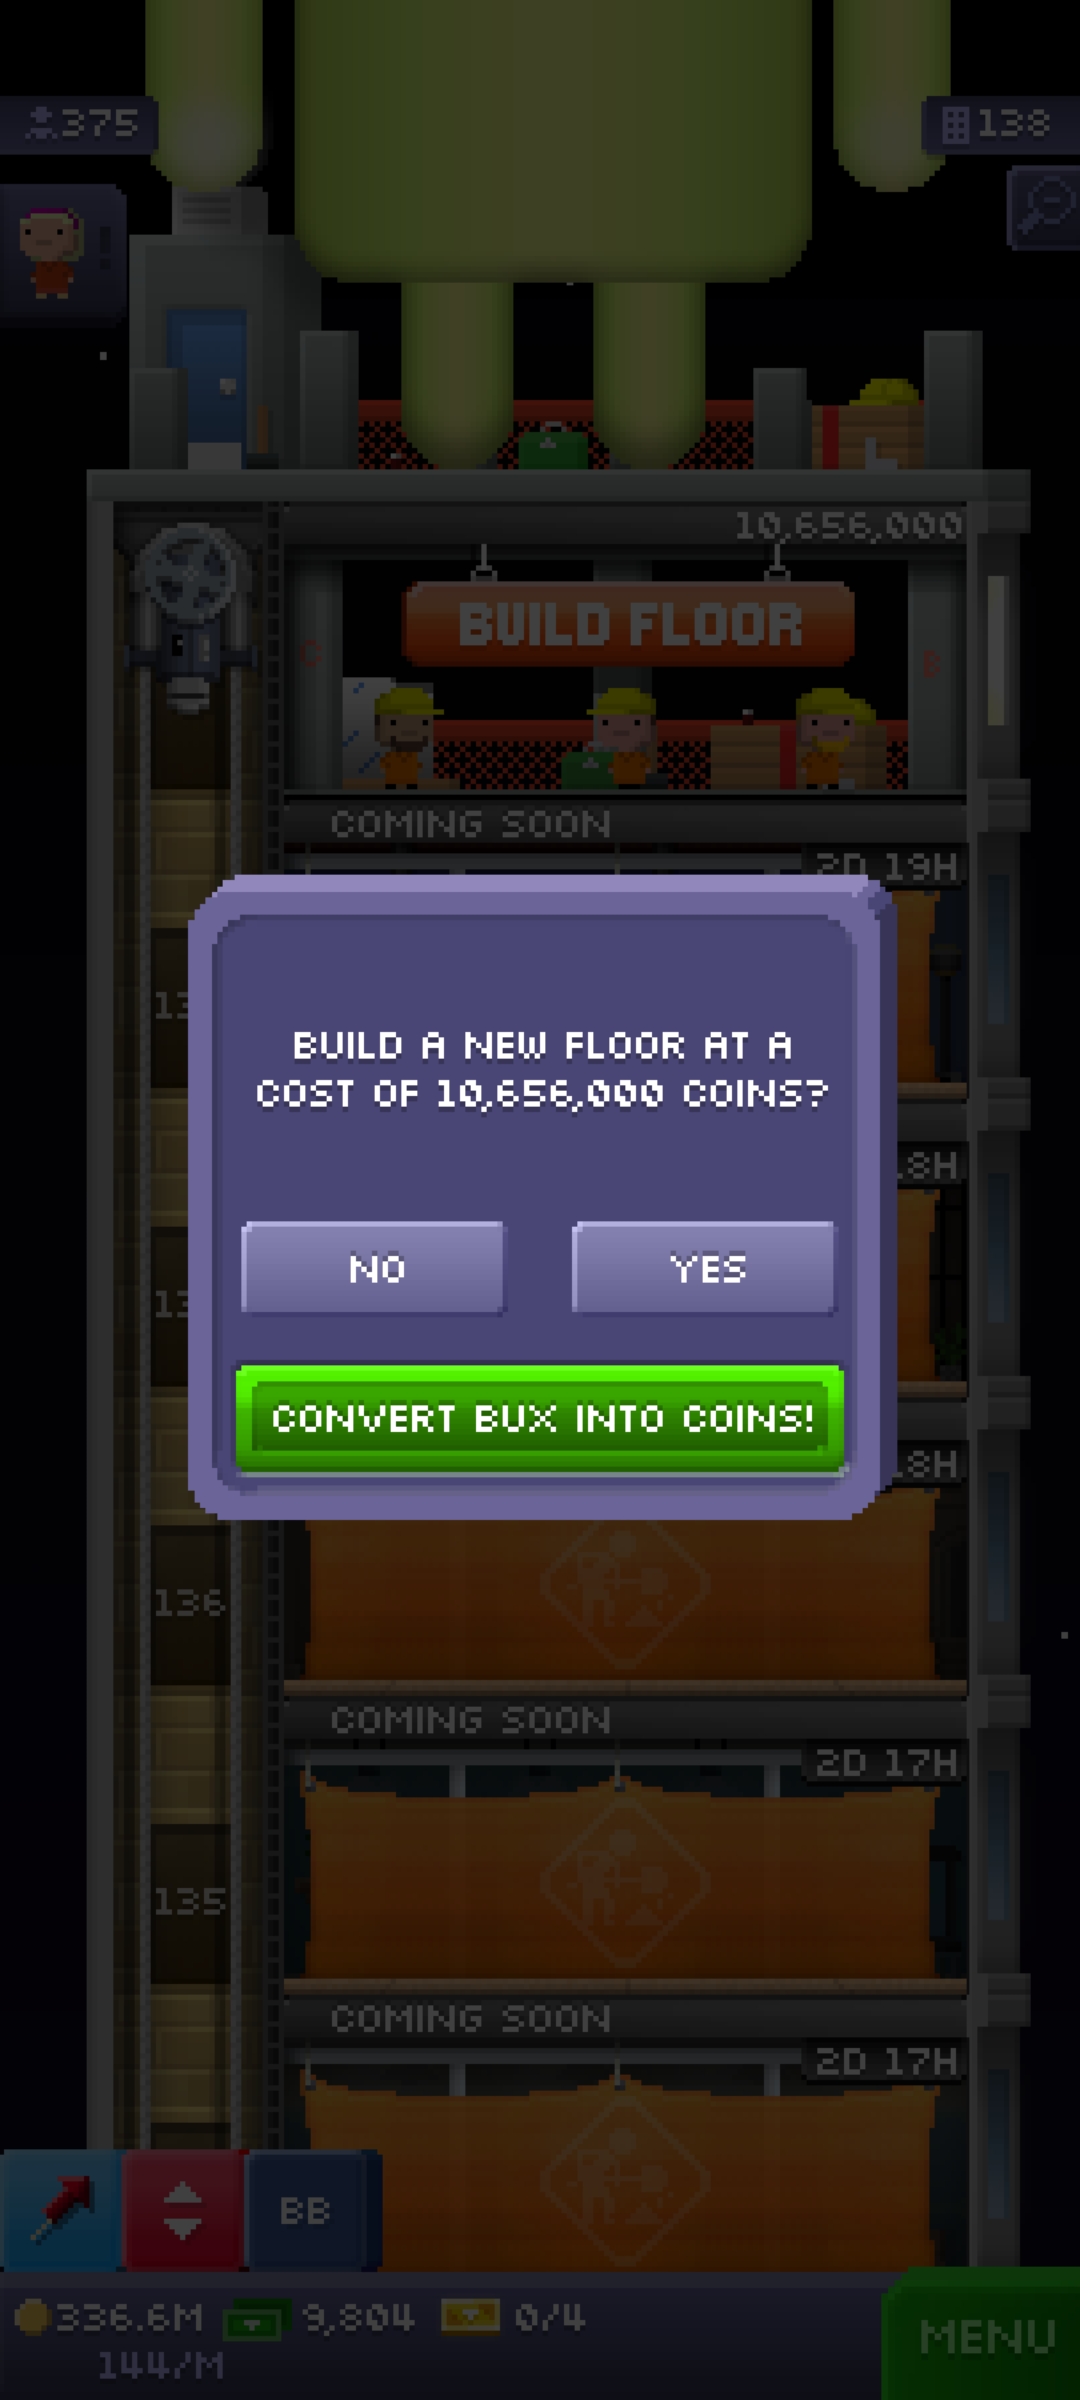 375
138
10,656,000
BUILD FLOOR
C
B
COMING SOON
2D 19H
BUILD A NEW FLOOR AT A
COST OF 10,656,000 COINS?
NO
YES
CONVERT BUX INTO COINS!
136
COMING SOON
2D 17H
135
COMING SOON
2D 17H
BB
336.6M
9,804
0/4
144/M
MENU